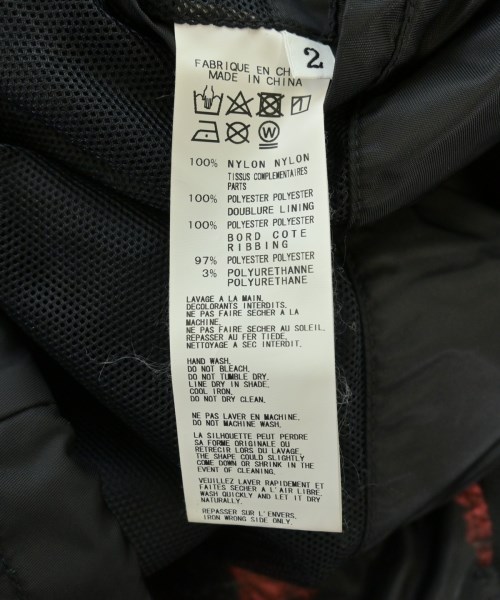 2
FABRIQUE EN CH
MADE IN CHINA
W
100% NYLON NYLON
TISSUS COMPLEMENTAIRES
PARTS
100% POLYESTER POLYESTER
DOUBLURE LINING
100% POLYESTER POLYESTER
BORD COTE
RIBBING
97% POLYESTER POLYESTER
3% POLYURETHANNE
POLYURETHANE
LAVAGE A LA MAIN.
DECOLORANTS INTERDITS.
NE PAS FAIRE SECHER A LA
MACHINE.
NE PAS FAIRE SECHER AU SOLEIL.
REPASSER AU FER TIEDE.
NETTOYAGE A SEC INTERDIT.
HAND WASH.
DO NOT BLEACH.
DO NOT TUMBLE DRY.
LINE DRY IN SHADE.
COOL IRON.
DO NOT DRY CLEAN.
NE PAS LAVER EN MACHINE.
DO NOT MACHINE WASH.
LA SILHOUETTE PEUT PERDRE
SA FORME ORIGINALE OU
RETRECIR LORS DU LAVAGE.
THE SHAPE COULD SLIGHTLY
COME DOWN OR SHRINK IN THE
EVENT OF CLEANING.
VEUILLEZ LAVER RAPIDEMENT ET
FAITES SECHER A L'AIR LIBRE.
WASH QUICKLY AND LET IT DRY
NATURALLY.
REPASSER SUR L'ENVERS.
IRON WRONG SIDE ONLY.